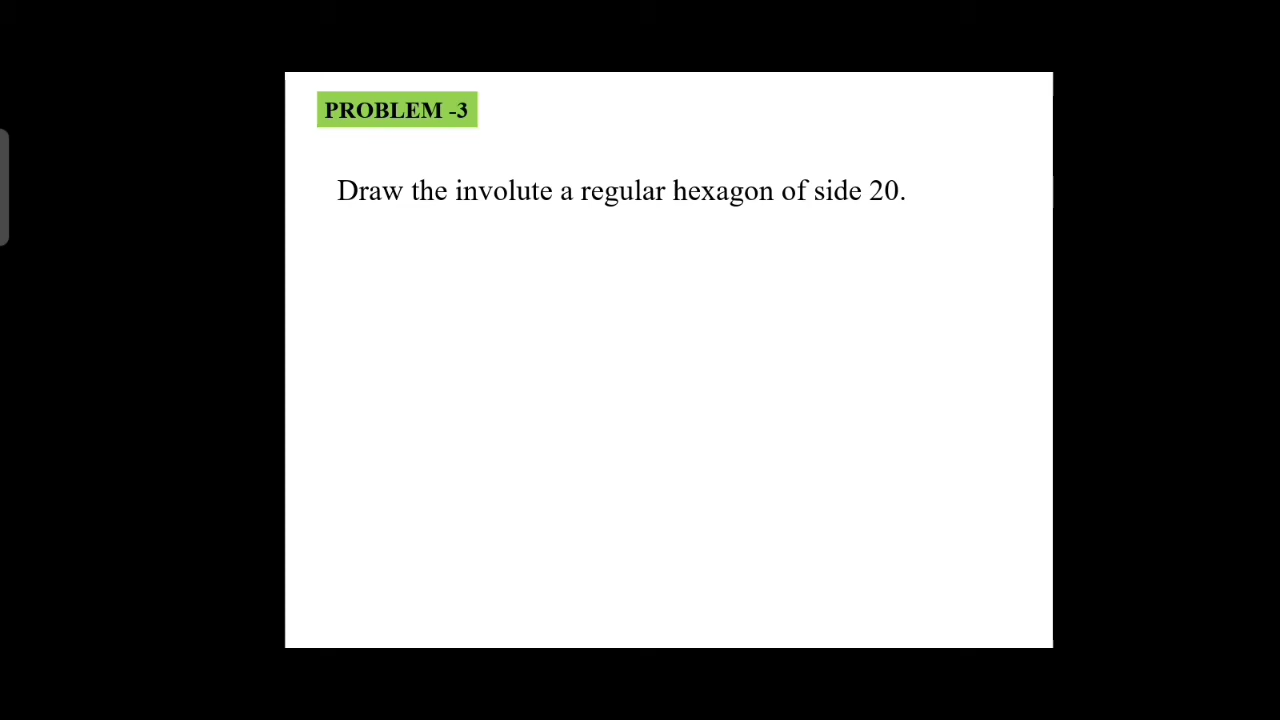 PROBLEM -3
Draw the involute a regular hexagon of side 20.